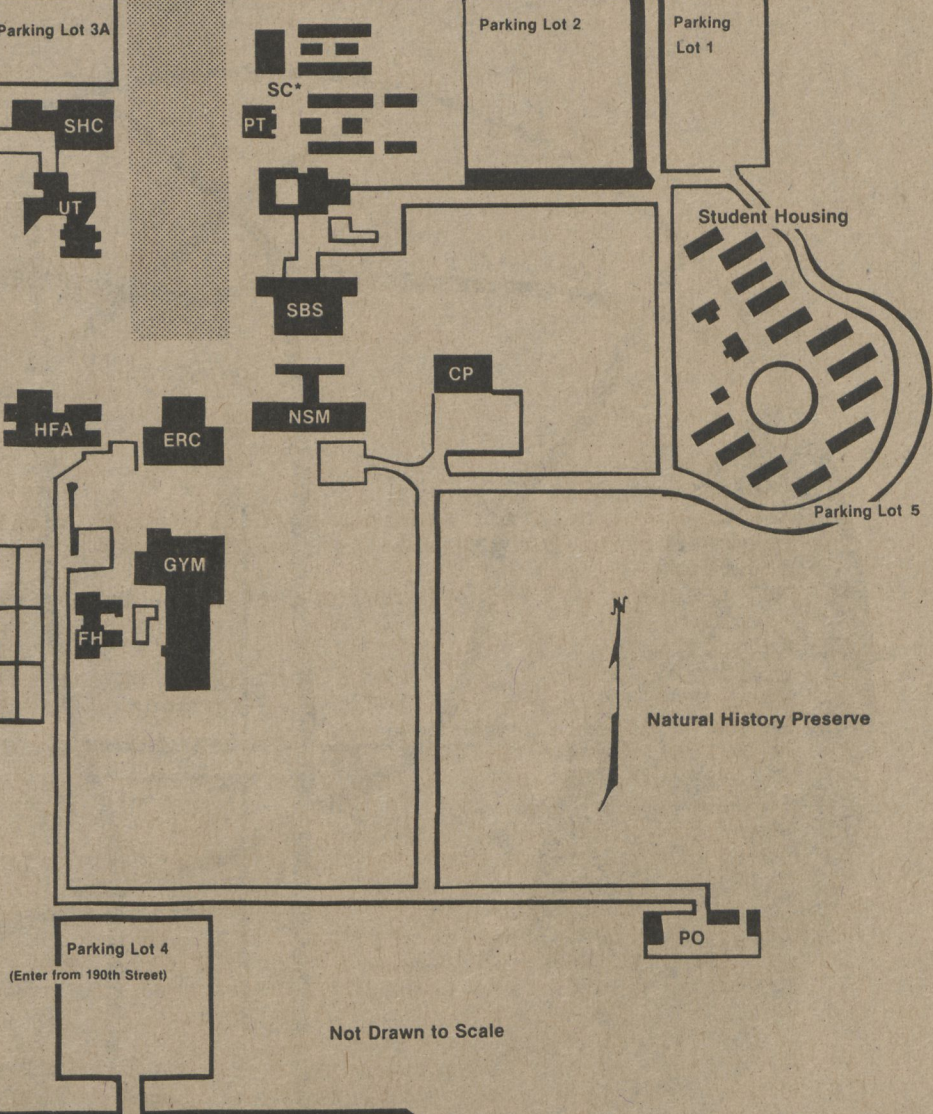 Parking Lot 3A
Parking Lot 2
Parking
Lot 1
SC*
SHC
PT
UT
Student Housing
SBS
CP
HFA
ERC
NSM
Parking Lot 5
GYM
N
FH
Natural History Preserve
PO
Parking Lot 4
(Enter from 190th Street)
Not Drawn to Scale